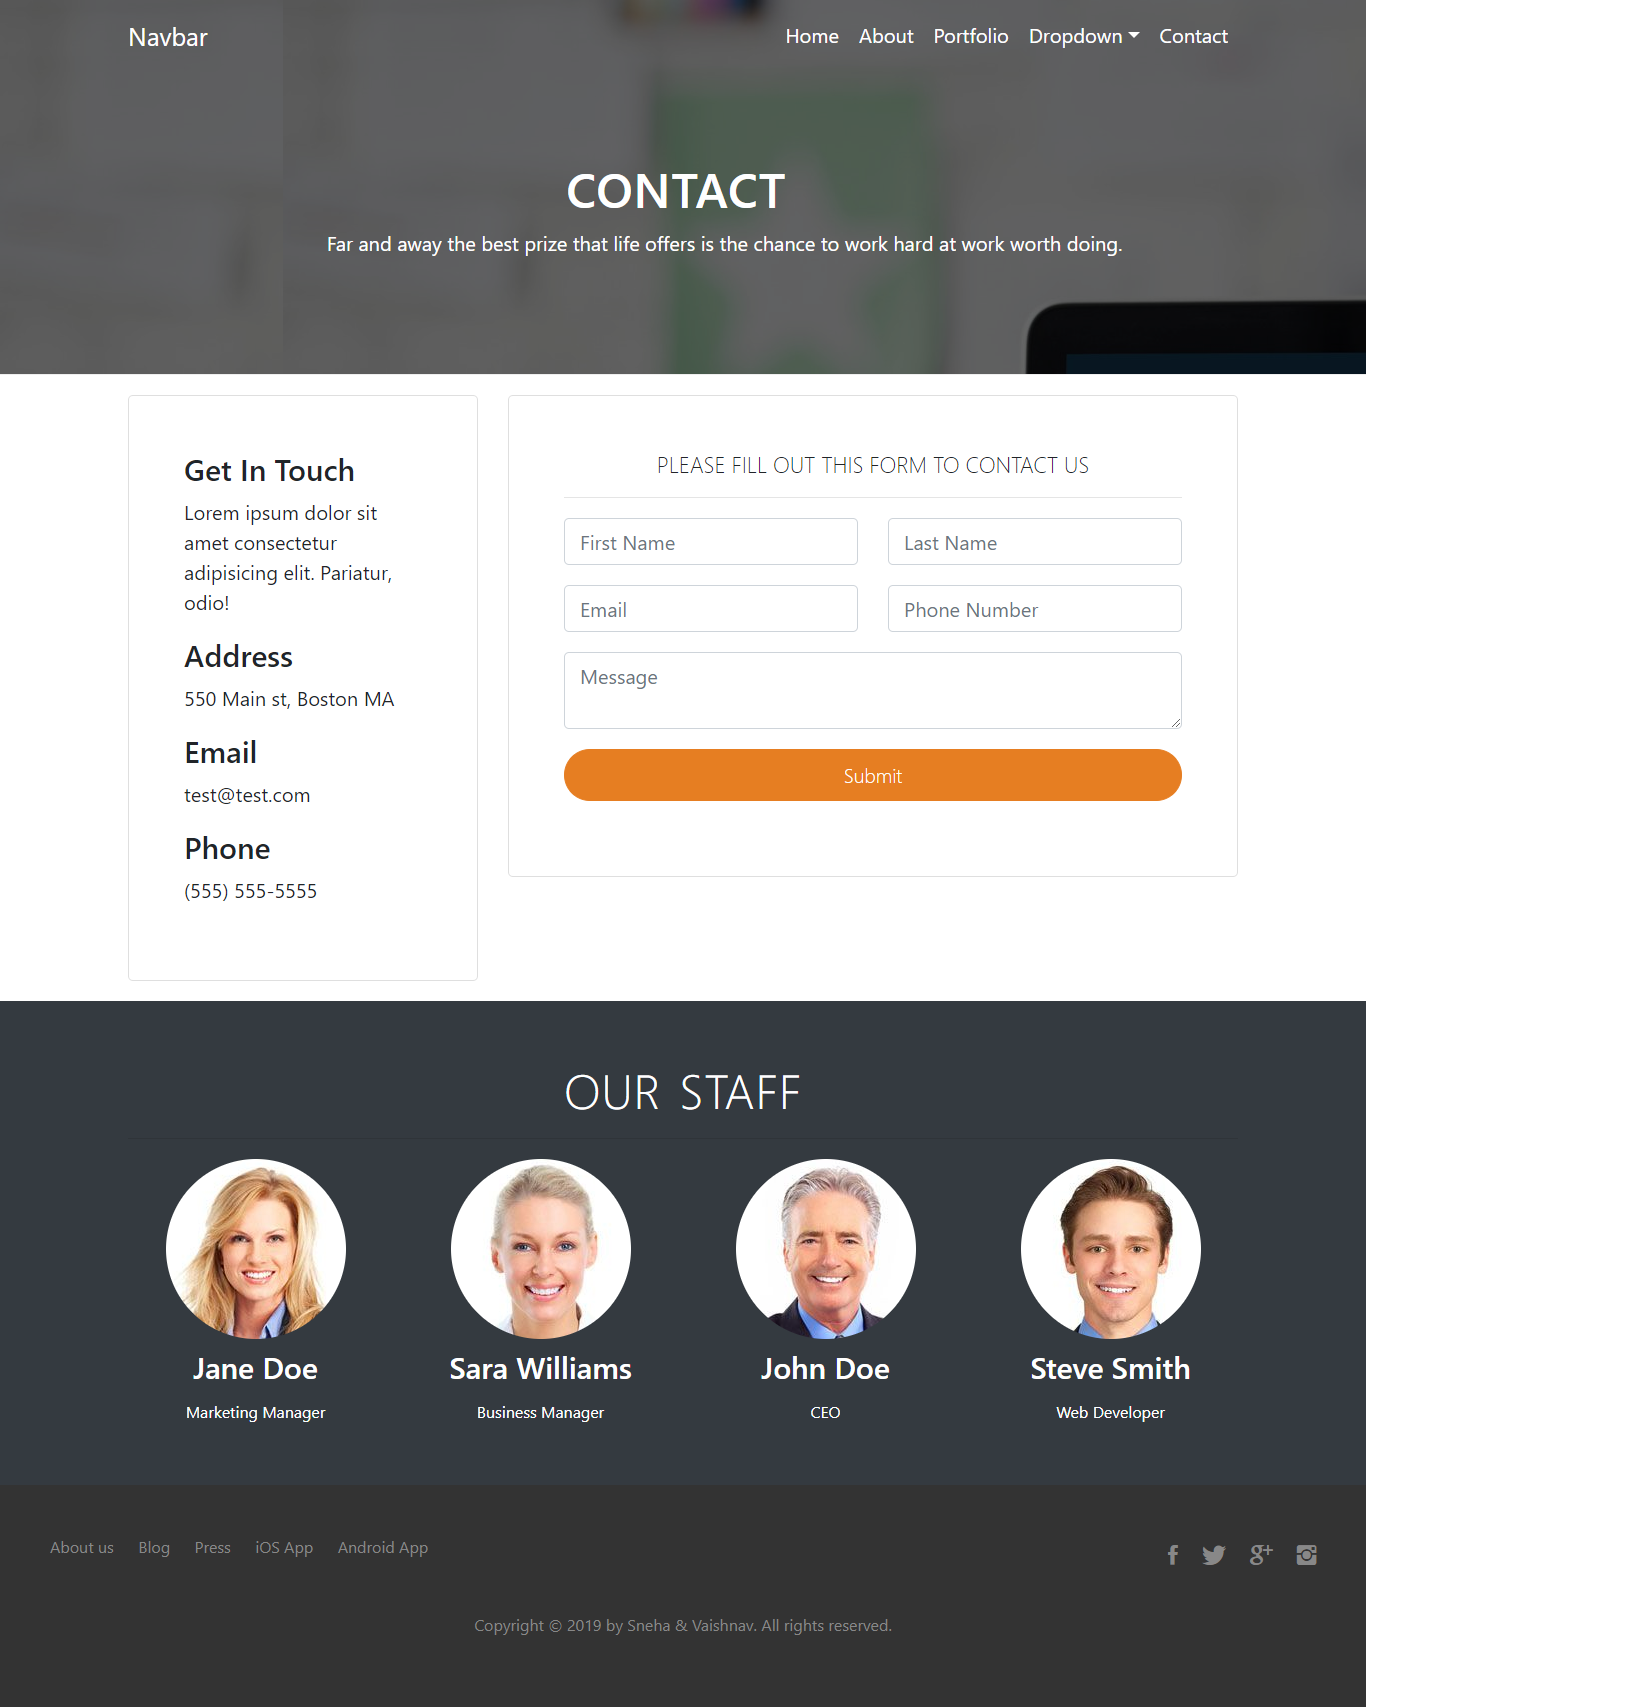 Navbar
Home About Portfolio Dropdown Contact
CONTACT
Far and away the best prize that life offers is the chance to work hard at work worth doing.
Get In Touch
Lorem ipsum dolor sit
amet consectetur
adipisicing elit. Pariatur,
odio!
Address
550 Main st, Boston MA
Email
test@test.com
Phone
(555) 555-5555
PLEASE FILL OUT THIS FORM TO CONTACT US
First Name
Last Name
Email
Phone Number
Message
Submit
OUR STAFF
Jane Doe
Marketing Manager
Sara Williams
Business Manager
John Doe
CEO
Steve Smith
Web Developer
About us Blog Press iOS App Android App
Copyright © 2019 by Sneha & Vaishnav. All rights reserved.